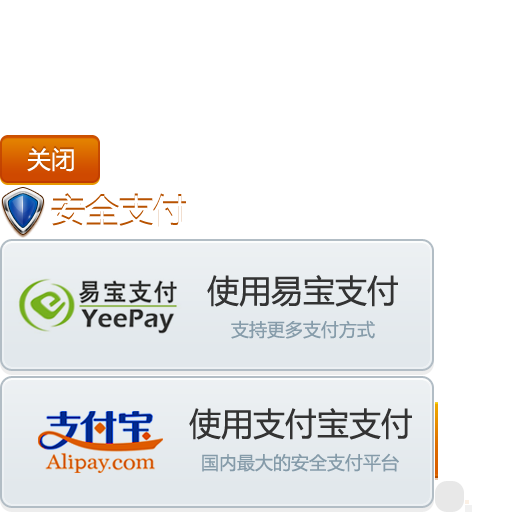 关闭
安全支付
易宝支付
YeePay
使用易宝支付
支持更多支付方式
支付宝
Alipay.com
使用支付宝支付
国内最大的安全支付平台